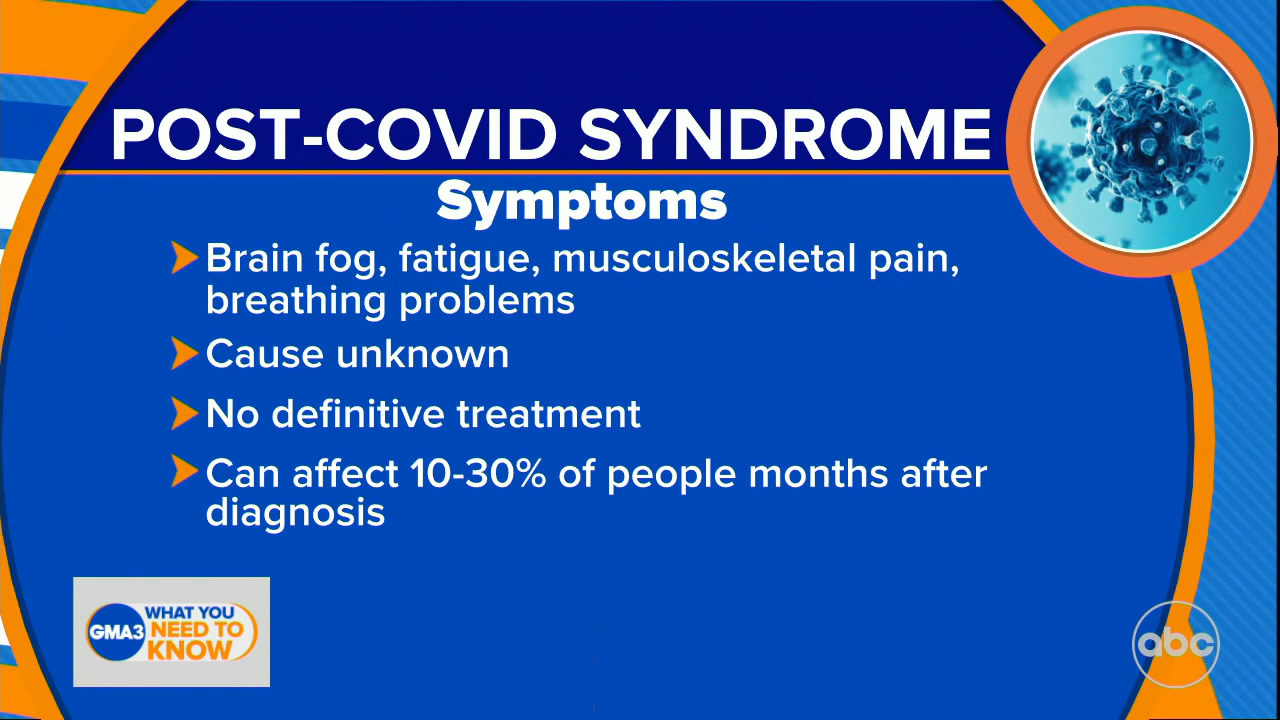 POST-COVID SYNDROME
Symptoms
Brain fog, fatigue, musculoskeletal pain,
breathing problems
Cause unknown
No definitive treatment
Can affect 10-30% of people months after
diagnosis
GMA3
WHAT YOU
NEED TO
KNOW
abc